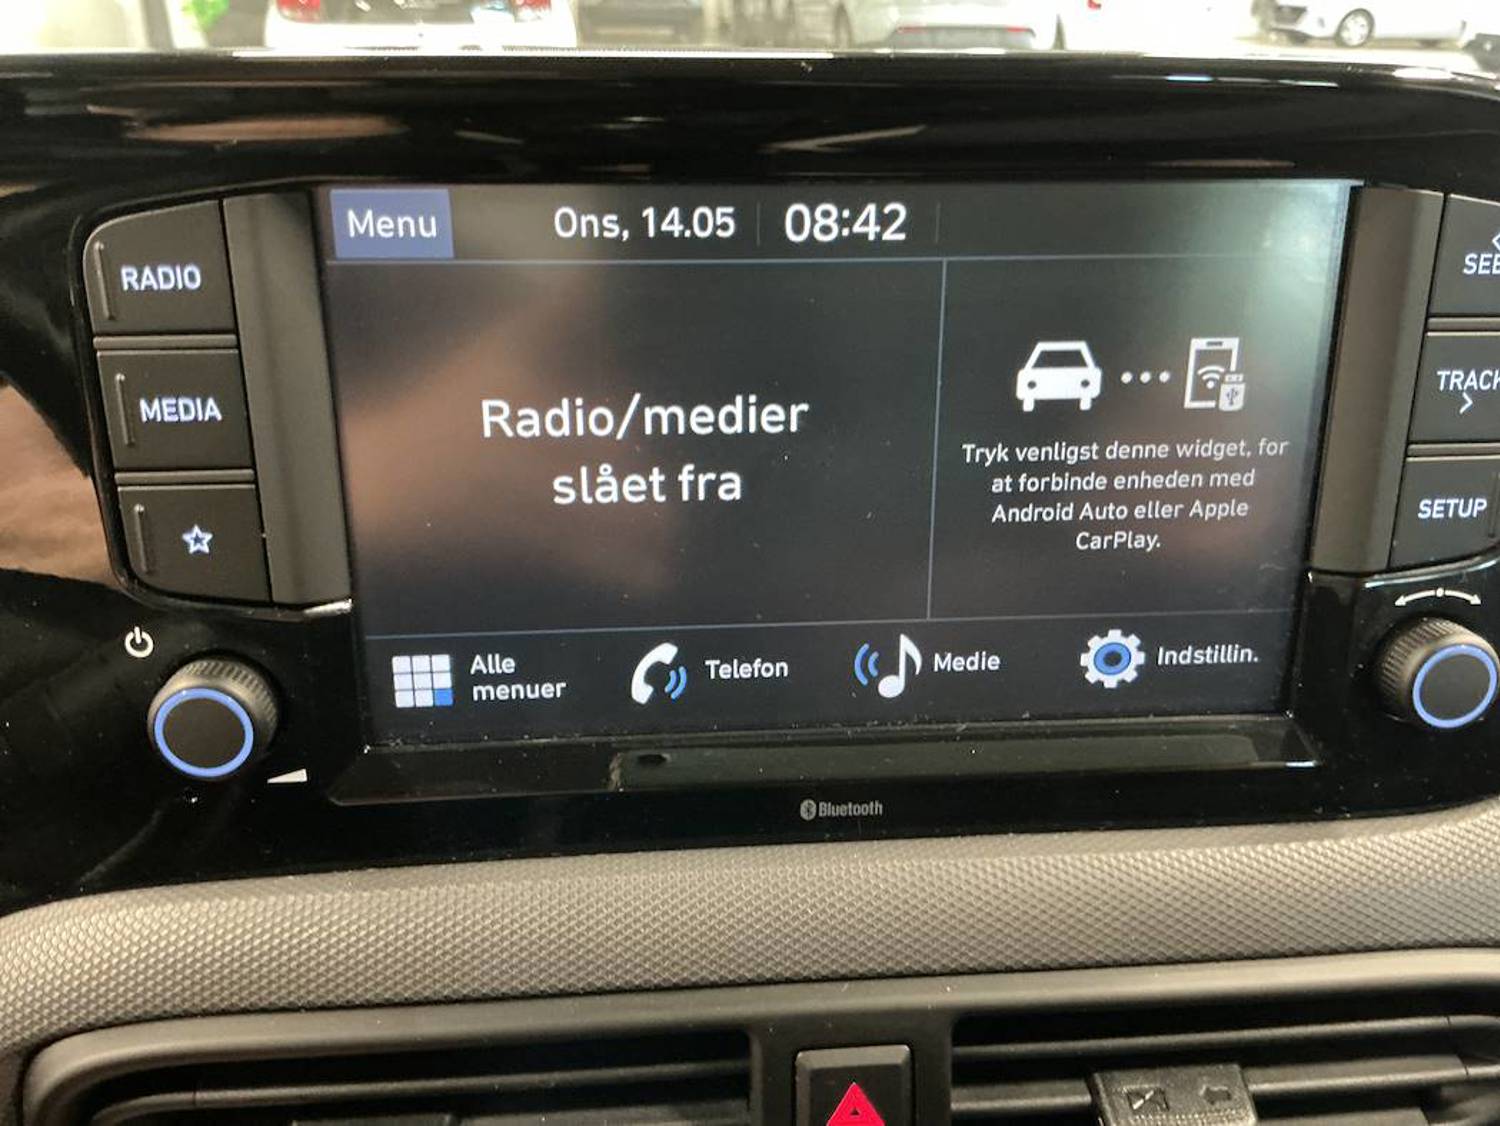 Menu
Ons, 14.05
08:42
RADIO
MEDIA
Radio/medier
slået fra
Tryk venligst denne widget, for
at forbinde enheden med
Android Auto eller Apple
CarPlay.
Alle
menuer
Telefon
Medie
Indstillin.
SEE
TRACK
SETUP
Bluetooth